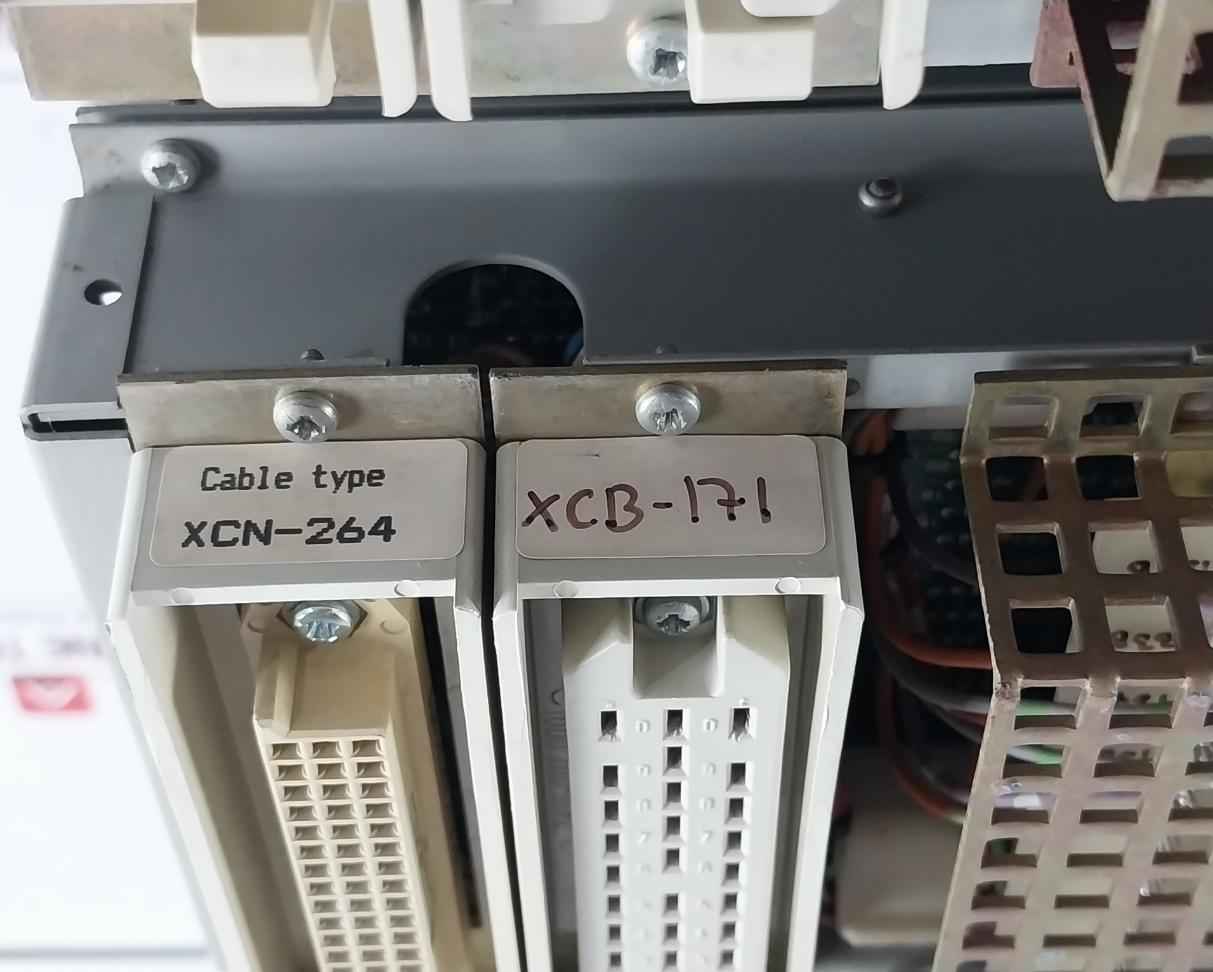 Cable type
XCN-264
XCB-171